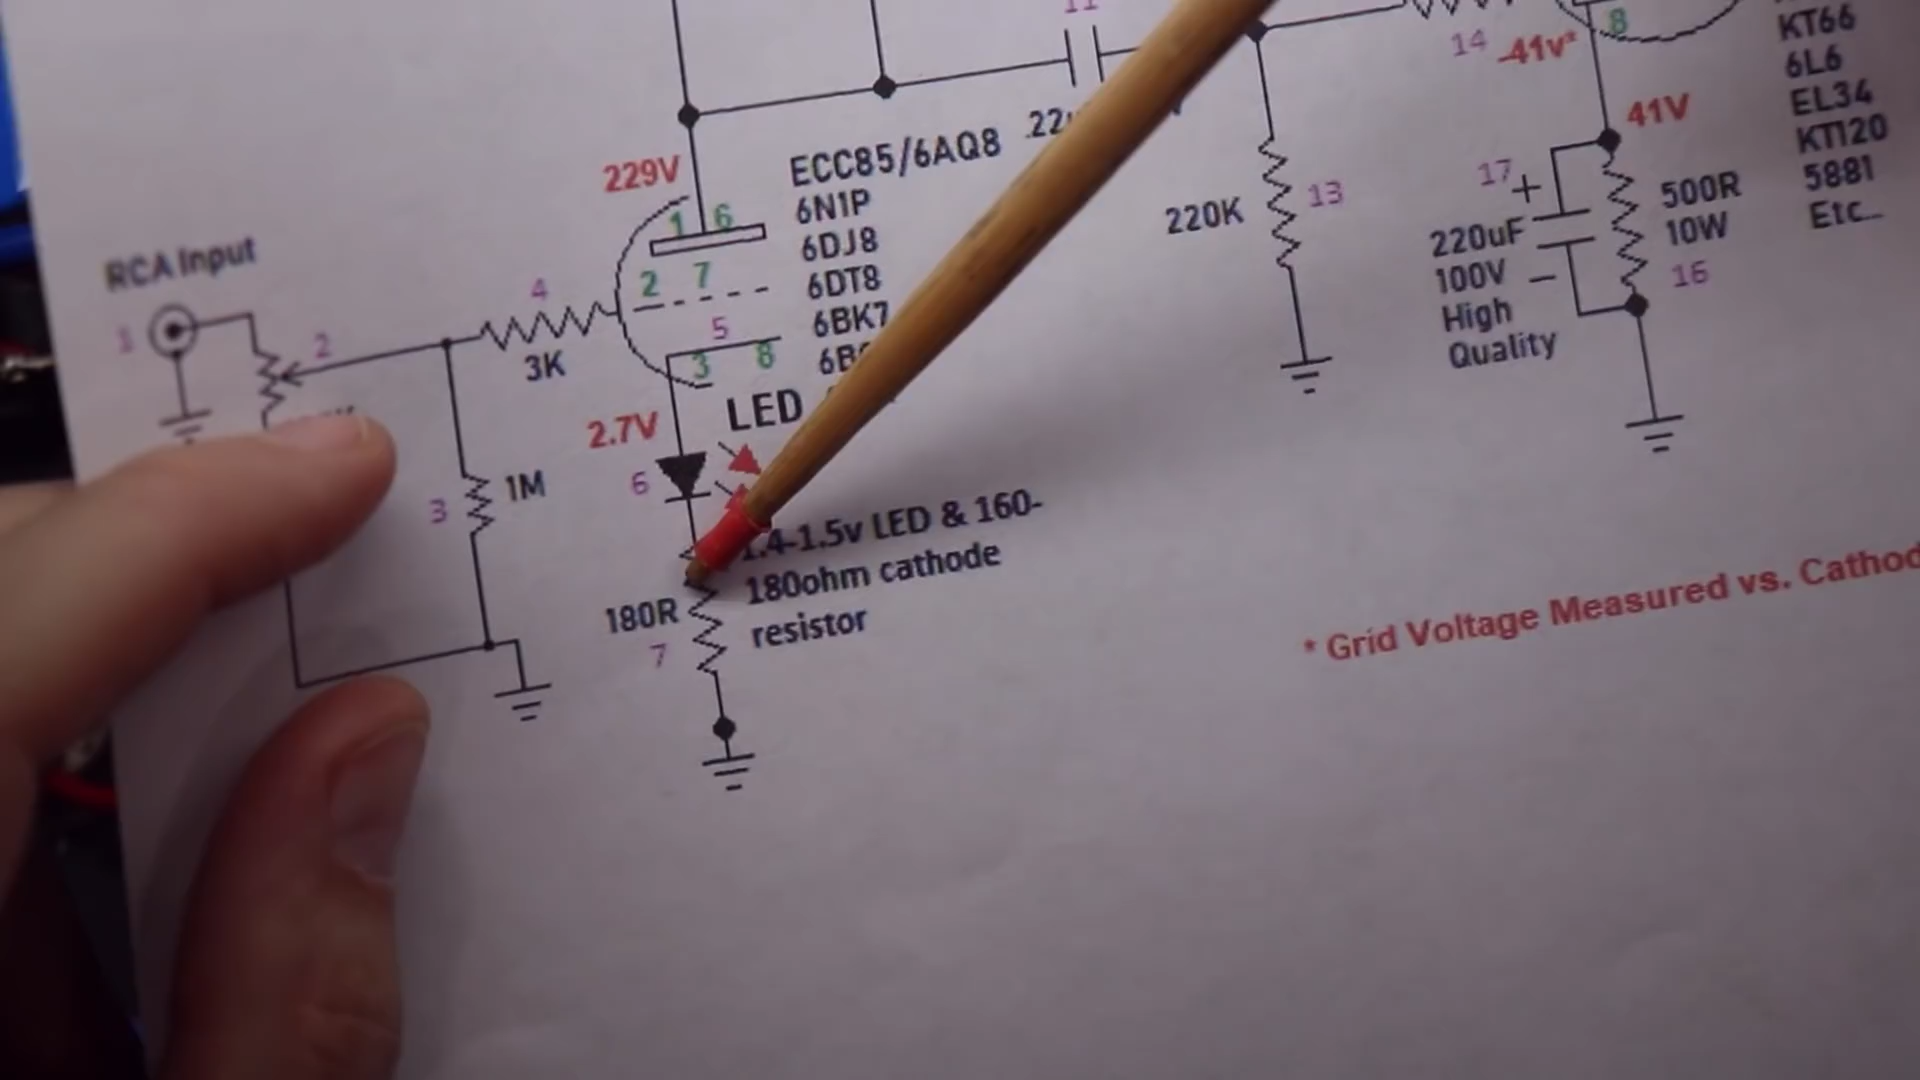 11
14
-41v*
8
KT66
6L6
EL34
KT120
5881
Etc..
41V
17
+
500R
10W
16
220uF
100V
High
Quality
220K
13
229V
ECC85/6AQ8
6N1P
6DJ8
6DT8
6BK7
1 6
2 7
5
3 8
RCA Input
1
2
4
3K
3
1M
2.7V
LED
6
1.4-1.5v LED & 160-
180ohm cathode
resistor
180R
7
* Grid Voltage Measured vs.